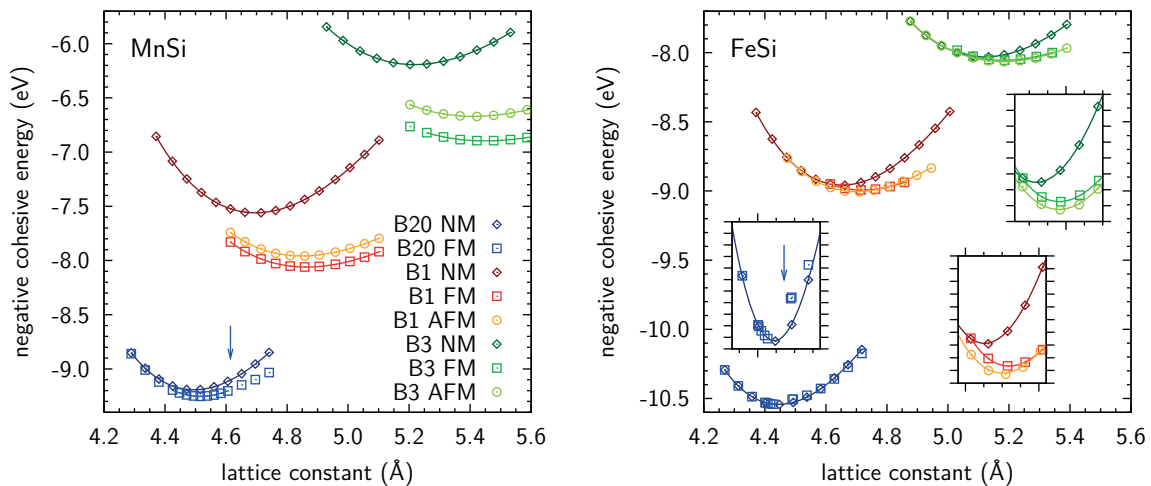 MnSi
negative cohesive energy (eV)
-6.0
-6.5
-7.0
-7.5
-8.0
-8.5
-9.0
B20 NM
B20 FM
B1 NM
B1 FM
B1 AFM
B3 NM
B3 FM
B3 AFM
4.2 4.4 4.6 4.8 5.0 5.2 5.4 5.6
lattice constant (Å)
FeSi
negative cohesive energy (eV)
-8.0
-8.5
-9.0
-9.5
-10.0
-10.5
4.2 4.4 4.6 4.8 5.0 5.2 5.4 5.6
lattice constant (Å)